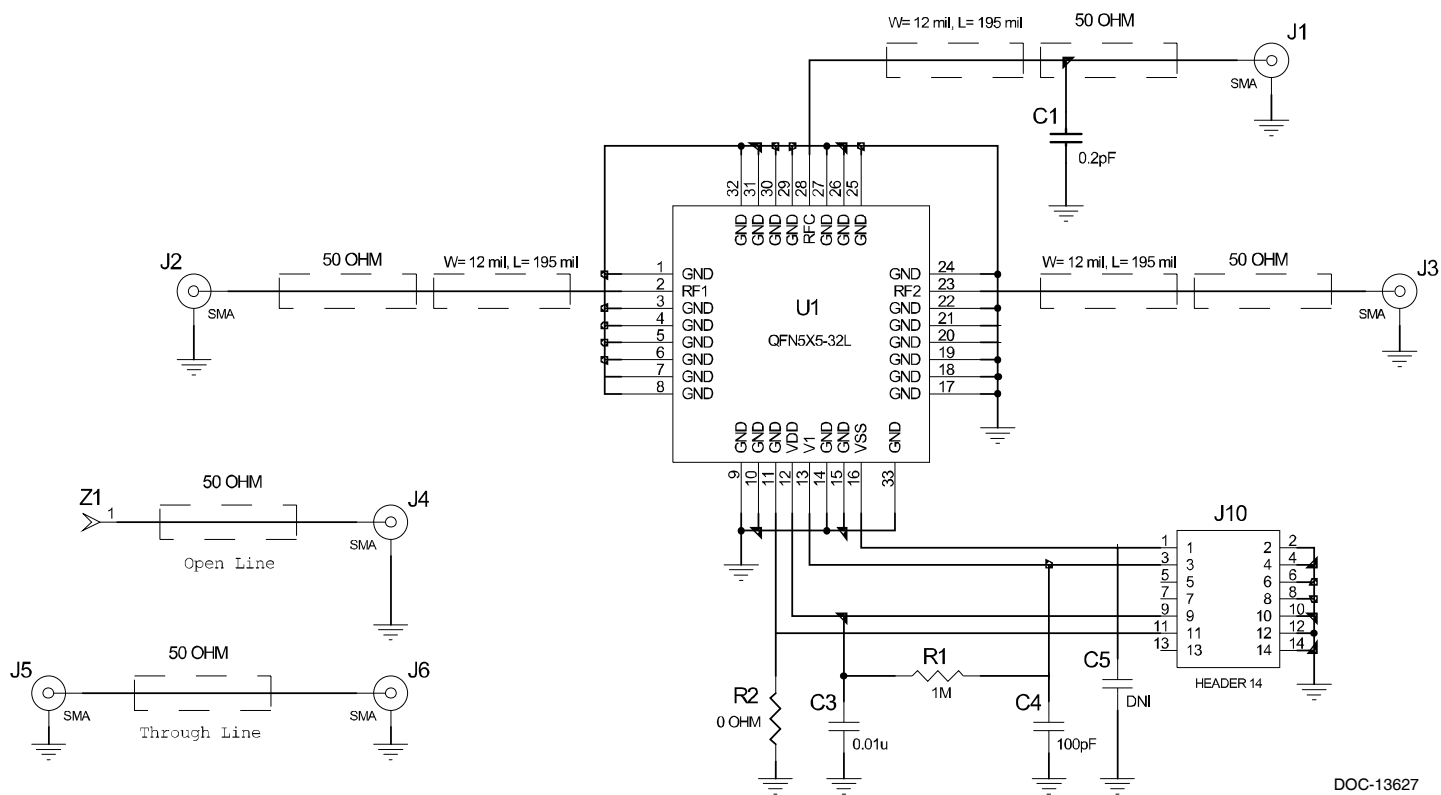 W= 12 mil, L= 195 mil
50 OHM
J1
SMA
C1
0.2pF
32
31
30
29
28
27
26
25
GND
GND
GND
GND
RFC
GND
GND
GND
J2
50 OHM
W= 12 mil, L= 195 mil
SMA
1 GND
2 RF1
3 GND
4 GND
5 GND
6 GND
7 GND
8 GND
U1
QFN5X5-32L
GND 24
RF2 23
GND 22
GND 21
GND 20
GND 19
GND 18
GND 17
W= 12 mil, L= 195 mil
50 OHM
J3
SMA
GND
GND
GND
VDD
V1
GND
GND
VSS
GND
9
10
11
12
13
14
15
16
33
Z1
1
50 OHM
J4
SMA
Open Line
J5
50 OHM
J6
SMA
SMA
Through Line
J10
1 1 2 2
3 3 4 4
5 5 6 6
7 7 8 8
9 9 10 10
11 11 12 12
13 13 14 14
HEADER 14
R2
0 OHM
C3
0.01u
R1
1M
C4
100pF
C5
DNI
DOC-13627